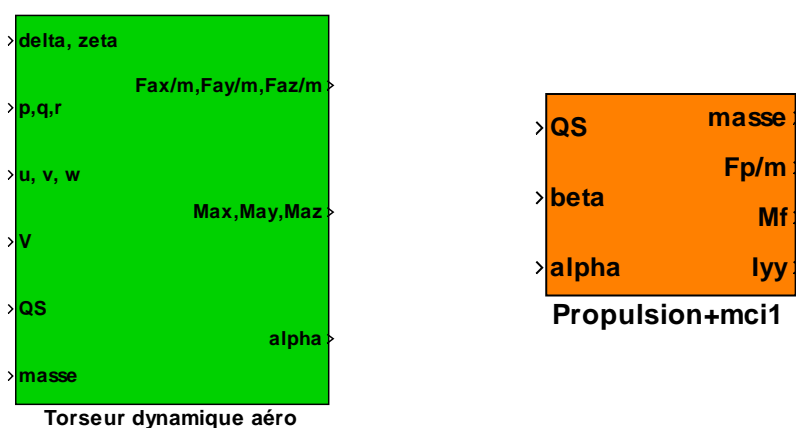 delta, zeta
Fax/m,Fay/m,Faz/m
p,q,r
u, v, w
Max,May,Maz
V
QS
alpha
masse
Torseur dynamique aéro
QS
masse
Fp/m
beta
Mf
alpha
Iyy
Propulsion+mci1